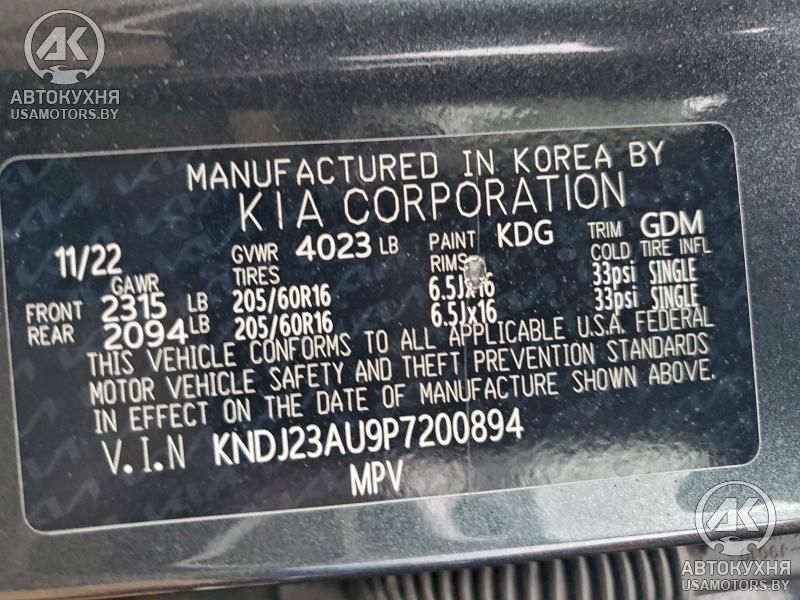 AK
АВТОКУХНЯ
USAMOTORS.BY
MANUFACTURED IN KOREA BY
KIA CORPORATION
11/22 GVWR 4023 LB PAINT KDG TRIM GDM
GAWR TIRES RIMS COLD TIRE INFL
FRONT 2315 LB 205/60R16 6.5Jx16 33psi SINGLE
REAR 2094 LB 205/60R16 6.5Jx16 33psi SINGLE
THIS VEHICLE CONFORMS TO ALL APPLICABLE U.S.A. FEDERAL
MOTOR VEHICLE SAFETY AND THEFT PREVENTION STANDARDS
IN EFFECT ON THE DATE OF MANUFACTURE SHOWN ABOVE.
V.I.N KNDJ23AU9P7200894
MPV
AK
АВТОКУХНЯ
USAMOTORS.BY